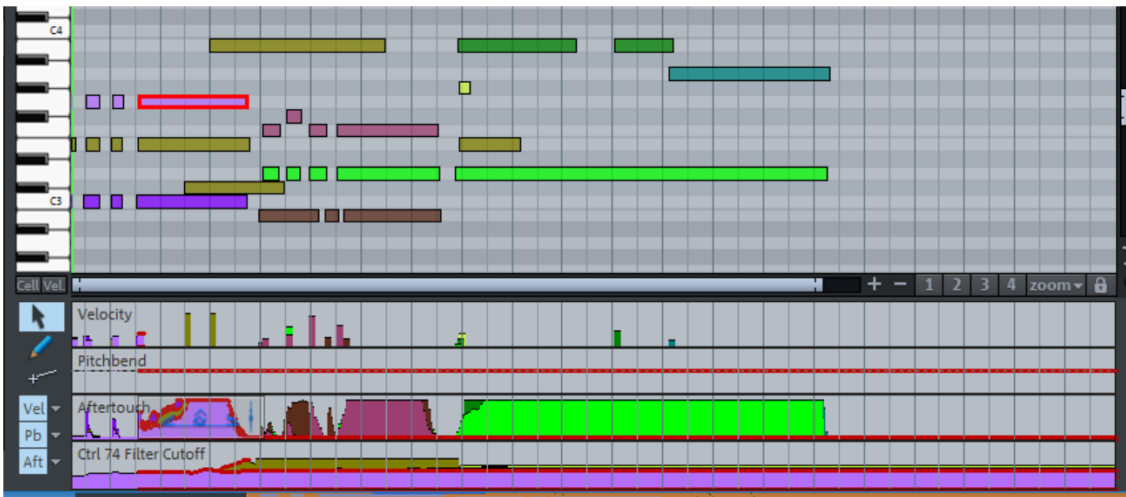 C4
C3
Cell Vel.
+ − 1 2 3 4 zoom
Velocity
Pitchbend
Vel
Aftertouch
Pb
Aft
Ctrl 74 Filter Cutoff